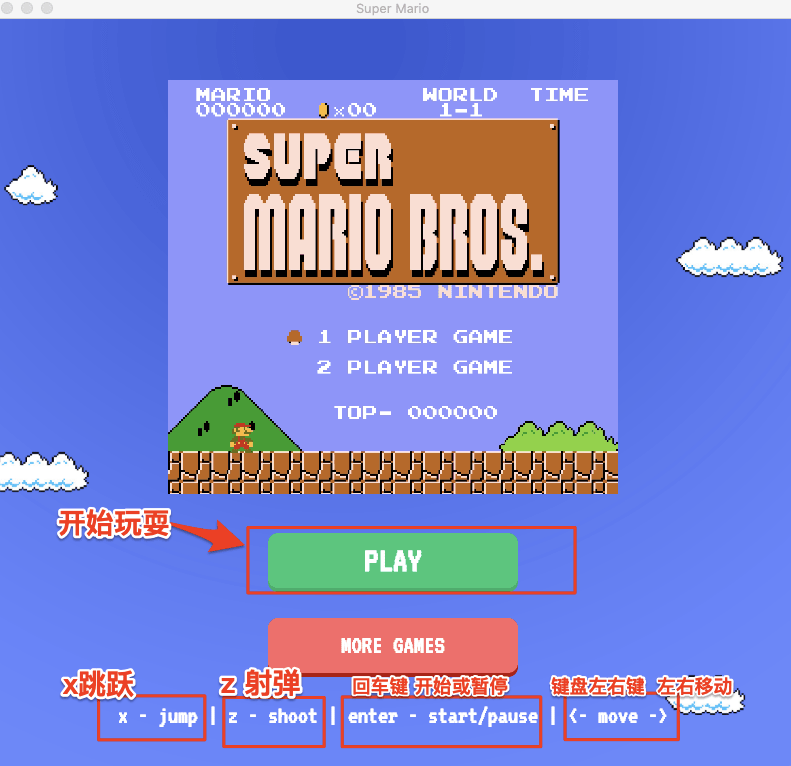 Super Mario
MARIO WORLD TIME
000000 x00 1-1
SUPER
MARIO BROS.
©1985 NINTENDO
1 PLAYER GAME
2 PLAYER GAME
TOP- 000000
开始玩耍
PLAY
MORE GAMES
x跳跃 z 射弹 回车键 开始或暂停 键盘左右键 左右移动
x - jump | z - shoot | enter - start/pause | <- move ->